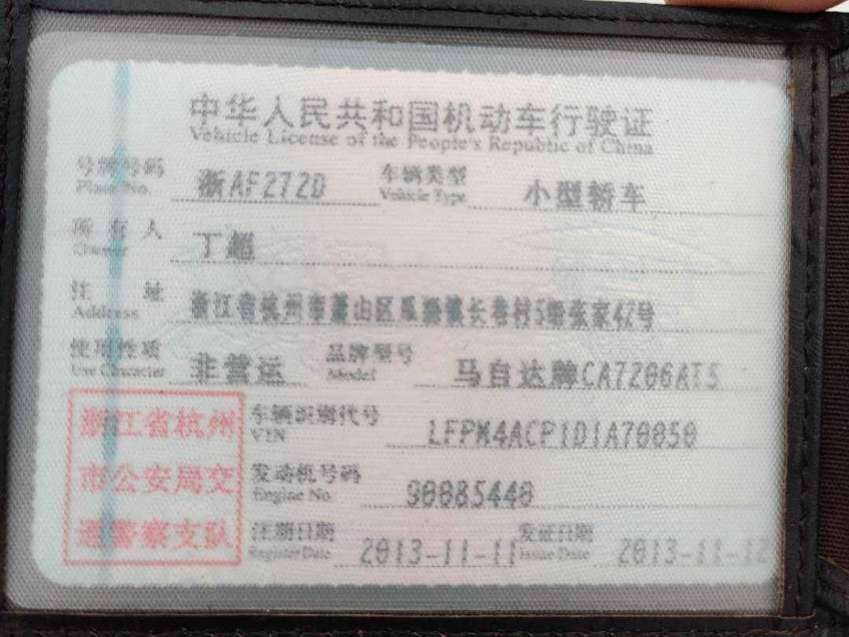 中华人民共和国机动车行驶证
Vehicle License of the People's Republic of China
号牌号码 浙AF272D 车辆类型 小型轿车
Plate No. Vehicle Type
所有人 丁超
Owner
住址 浙江省杭州市萧山区瓜沥镇长巷村5组张家42号
Address
使用性质 非营运 品牌型号 马自达牌CA7206AT5
Use Character Model
车辆识别代号 LFPM4ACP1D1A70850
VIN
发动机号码 90085440
Engine No.
注册日期 2013-11-11 发证日期 2013-11-12
Register Date Issue Date
浙江省杭州
市公安局交
通警察支队